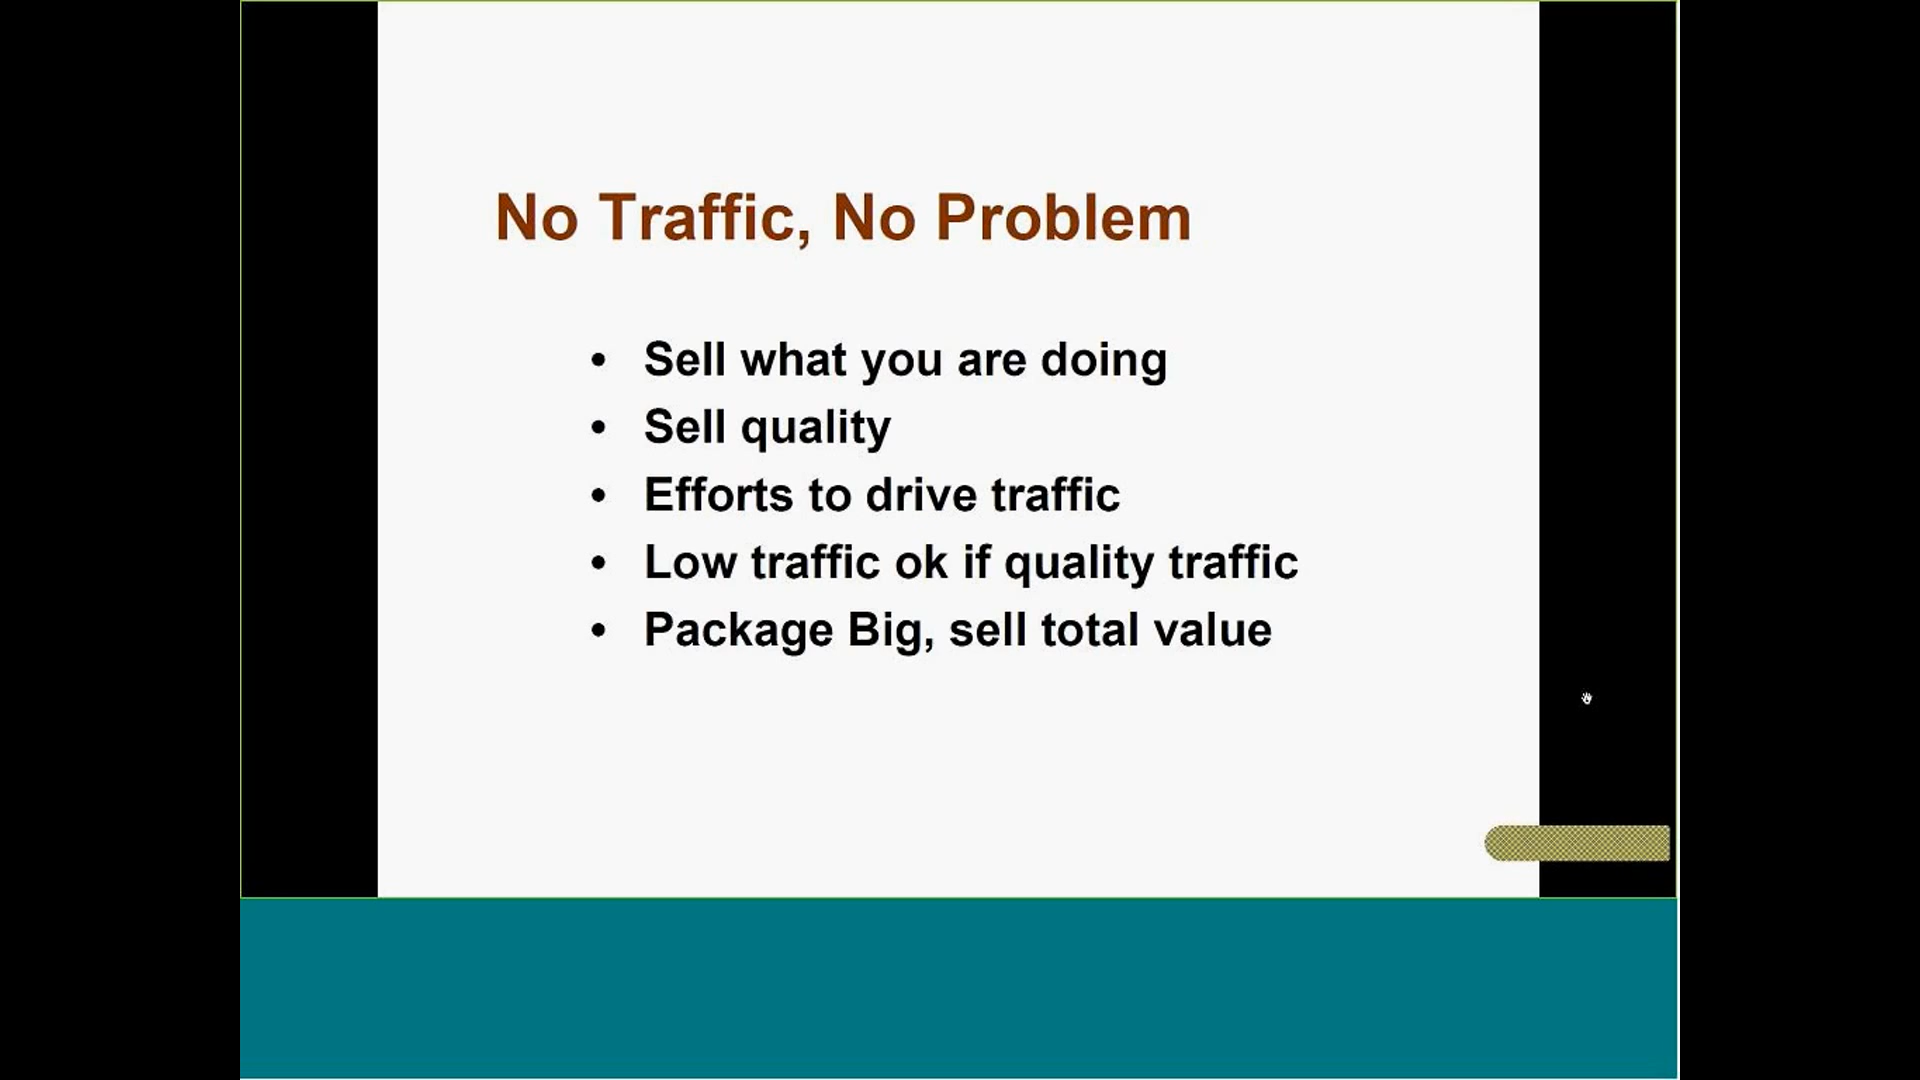 No Traffic, No Problem
• Sell what you are doing
• Sell quality
• Efforts to drive traffic
• Low traffic ok if quality traffic
• Package Big, sell total value